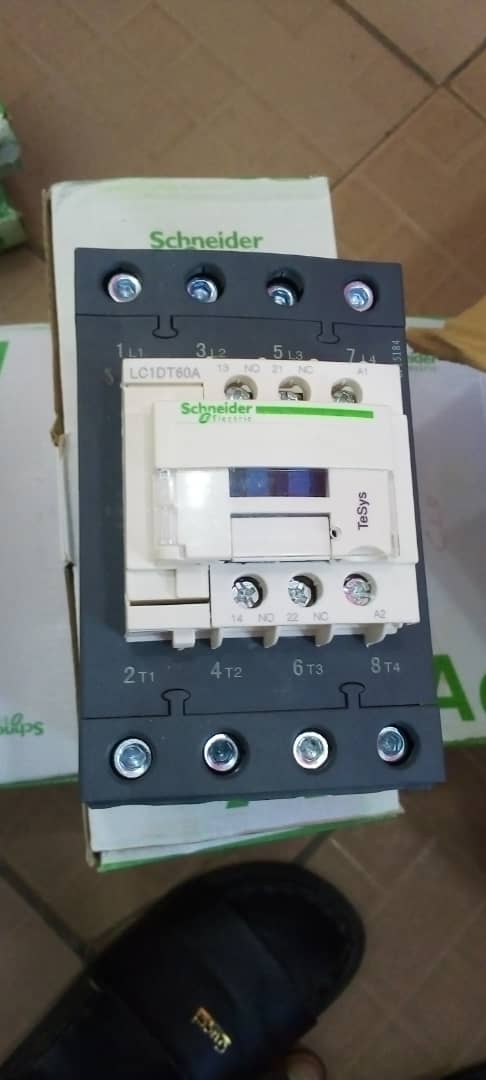 Schneider
1 L1 3 L2 5 L3 7 L4
LC1DT60A 13 NO 21 NC A1
Schneider
Electric
TeSys
14 NO 22 NC A2
2 T1 4 T2 6 T3 8 T4
Gucci